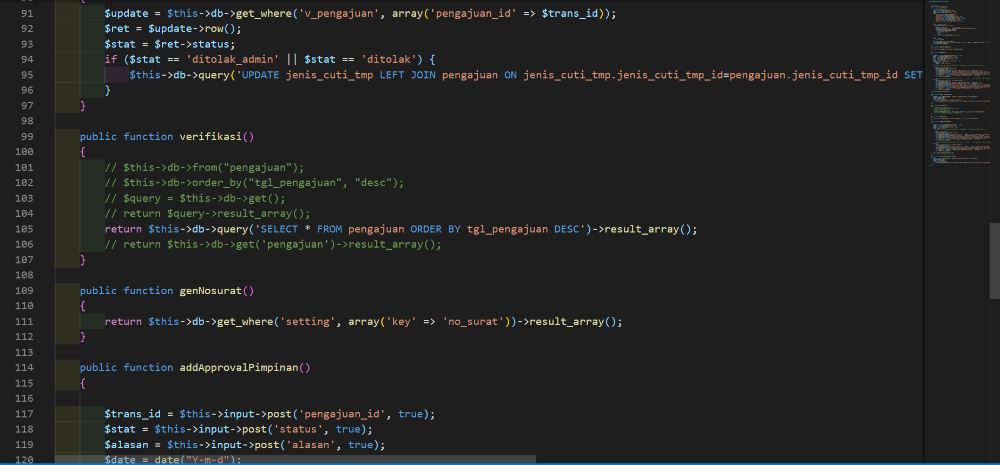 91 $update = $this->db->get_where('v_pengajuan', array('pengajuan_id' => $trans_id));
92 $ret = $update->row();
93 $stat = $ret->status;
94 if ($stat == 'ditolak_admin' || $stat == 'ditolak') {
95 $this->db->query('UPDATE jenis_cuti_tmp LEFT JOIN pengajuan ON jenis_cuti_tmp.jenis_cuti_tmp_id=pengajuan.jenis_cuti_tmp_id SET
96 }
97 }
98
99 public function verifikasi()
100 {
101 // $this->db->from("pengajuan");
102 // $this->db->order_by("tgl_pengajuan", "desc");
103 // $query = $this->db->get();
104 // return $query->result_array();
105 return $this->db->query('SELECT * FROM pengajuan ORDER BY tgl_pengajuan DESC')->result_array();
106 // return $this->db->get('pengajuan')->result_array();
107 }
108
109 public function genNosurat()
110 {
111 return $this->db->get_where('setting', array('key' => 'no_surat'))->result_array();
112 }
113
114 public function addApprovalPimpinan()
115 {
116
117 $trans_id = $this->input->post('pengajuan_id', true);
118 $stat = $this->input->post('status', true);
119 $alasan = $this->input->post('alasan', true);
120 $date = date("Y-m-d");